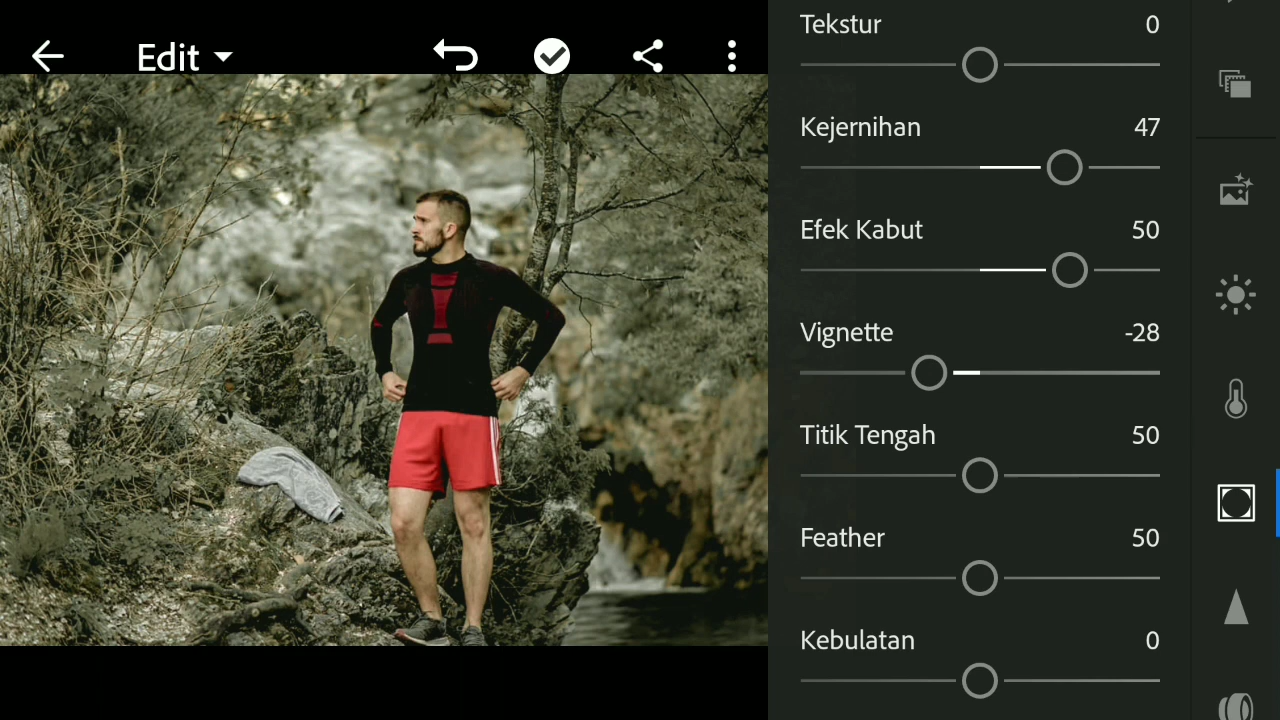 Edit
Tekstur 0
Kejernihan 47
Efek Kabut 50
Vignette -28
Titik Tengah 50
Feather 50
Kebulatan 0